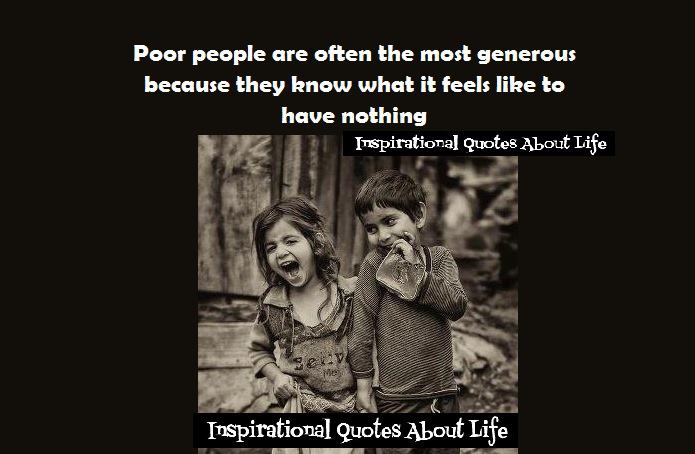 Poor people are often the most generous
because they know what it feels like to
have nothing
Inspirational Quotes About Life
Inspirational Quotes About Life